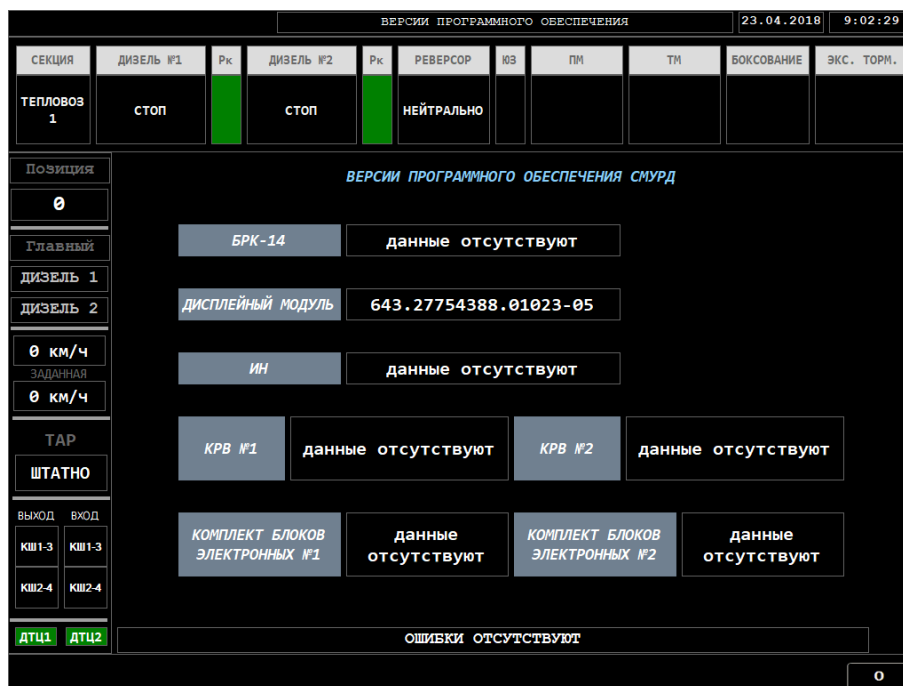 ВЕРСИИ ПРОГРАММНОГО ОБЕСПЕЧЕНИЯ 23.04.2018 9:02:29
СЕКЦИЯ ДИЗЕЛЬ №1 Рк ДИЗЕЛЬ №2 Рк РЕВЕРСОР ЮЗ ПМ ТМ БОКСОВАНИЕ ЭКС. ТОРМ.
ТЕПЛОВОЗ
1
СТОП СТОП НЕЙТРАЛЬНО
Позиция
0
Главный
ДИЗЕЛЬ 1
ДИЗЕЛЬ 2
0 км/ч
ЗАДАННАЯ
0 км/ч
ТАР
ШТАТНО
ВЫХОД ВХОД
КШ1-3 КШ1-3
КШ2-4 КШ2-4
ДТЦ1 ДТЦ2
ВЕРСИИ ПРОГРАММНОГО ОБЕСПЕЧЕНИЯ СМУРД
БРК-14 данные отсутствуют
ДИСПЛЕЙНЫЙ МОДУЛЬ 643.27754388.01023-05
ИН данные отсутствуют
КРВ №1 данные отсутствуют КРВ №2 данные отсутствуют
КОМПЛЕКТ БЛОКОВ
ЭЛЕКТРОННЫХ №1
данные
отсутствуют
КОМПЛЕКТ БЛОКОВ
ЭЛЕКТРОННЫХ №2
данные
отсутствуют
ОШИБКИ ОТСУТСТВУЮТ
0